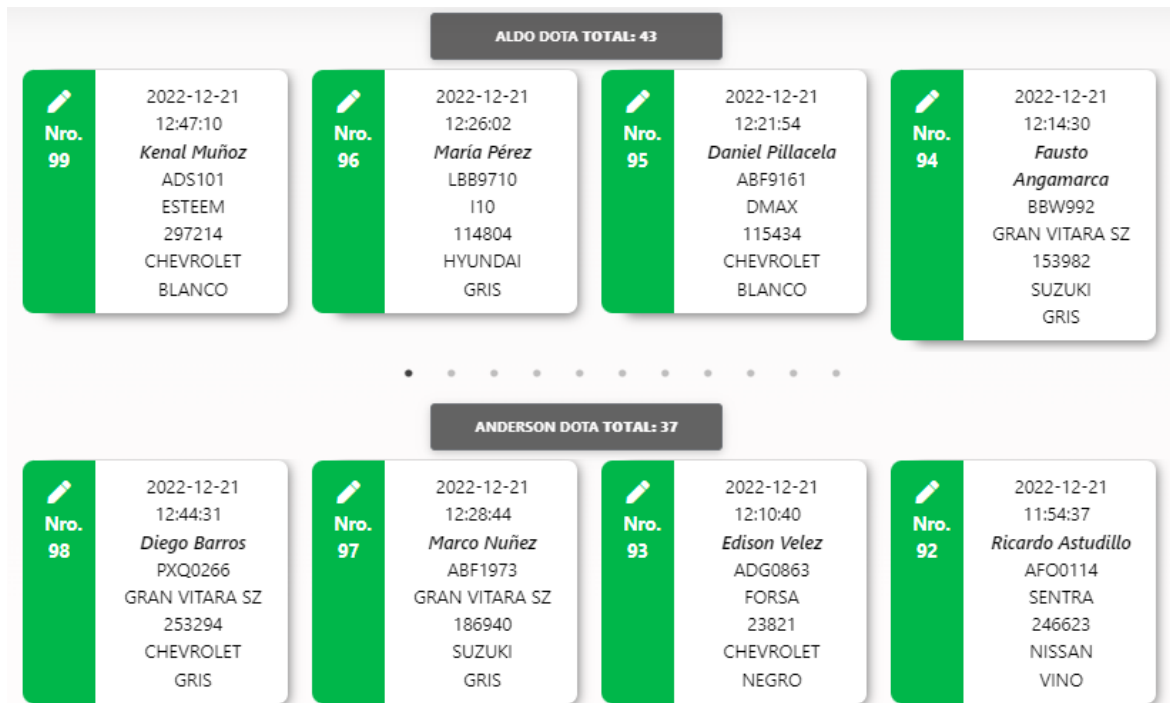 ALDO DOTA TOTAL: 43
Nro.
99
2022-12-21
12:47:10
Kenal Muñoz
ADS101
ESTEEM
297214
CHEVROLET
BLANCO
Nro.
96
2022-12-21
12:26:02
María Pérez
LBB9710
I10
114804
HYUNDAI
GRIS
Nro.
95
2022-12-21
12:21:54
Daniel Pillacela
ABF9161
DMAX
115434
CHEVROLET
BLANCO
Nro.
94
2022-12-21
12:14:30
Fausto
Angamarca
BBW992
GRAN VITARA SZ
153982
SUZUKI
GRIS
ANDERSON DOTA TOTAL: 37
Nro.
98
2022-12-21
12:44:31
Diego Barros
PXQ0266
GRAN VITARA SZ
253294
CHEVROLET
GRIS
Nro.
97
2022-12-21
12:28:44
Marco Nuñez
ABF1973
GRAN VITARA SZ
186940
SUZUKI
GRIS
Nro.
93
2022-12-21
12:10:40
Edison Velez
ADG0863
FORSA
23821
CHEVROLET
NEGRO
Nro.
92
2022-12-21
11:54:37
Ricardo Astudillo
AFO0114
SENTRA
246623
NISSAN
VINO